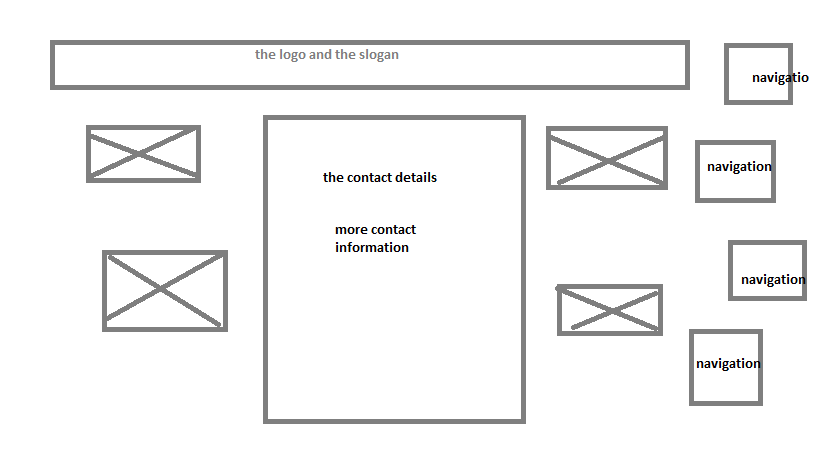 the logo and the slogan
navigatio
the contact details
navigation
more contact
information
navigation
navigation